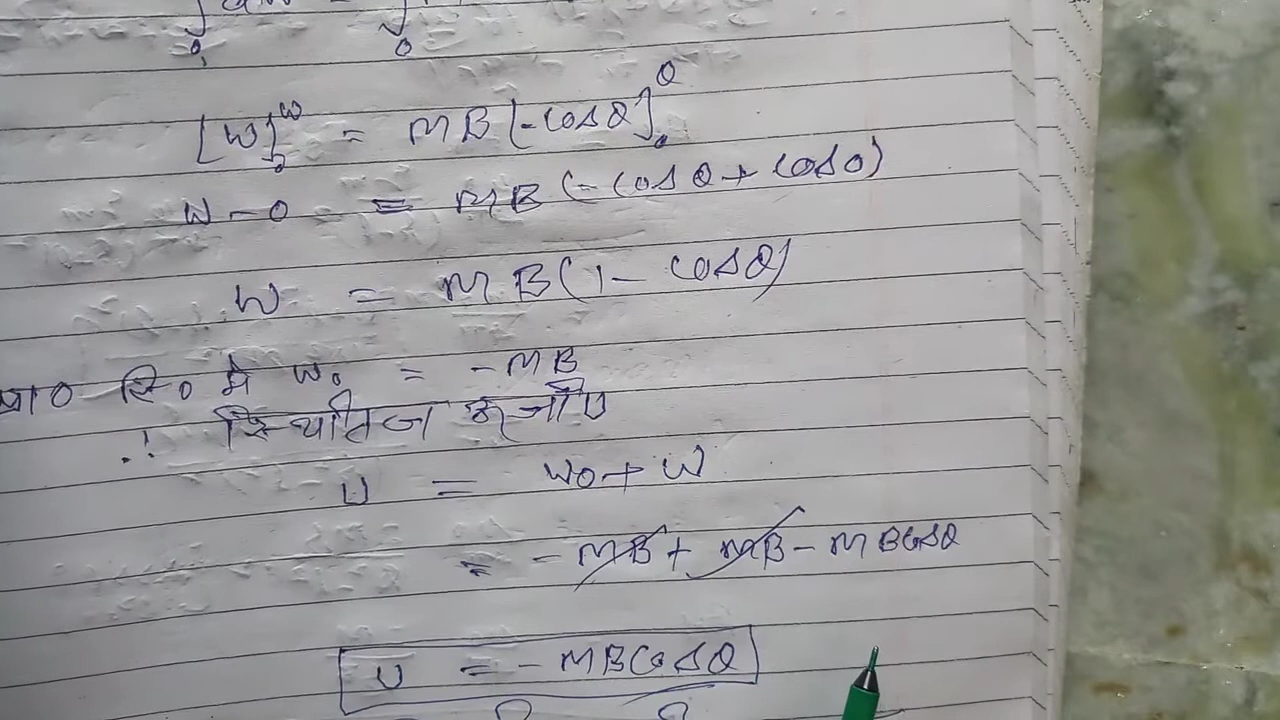 [W]₀ᵂ = MB[-cosθ]₀^θ
W-0 = MB(-cosθ+cos0)
W = MB(1-cosθ)
प्रा० स्थि० मे W₀ = -MB
∴ स्थितिज ऊर्जा U
U = W₀+W
= -MB+MB-MBcosθ
U = -MBcosθ